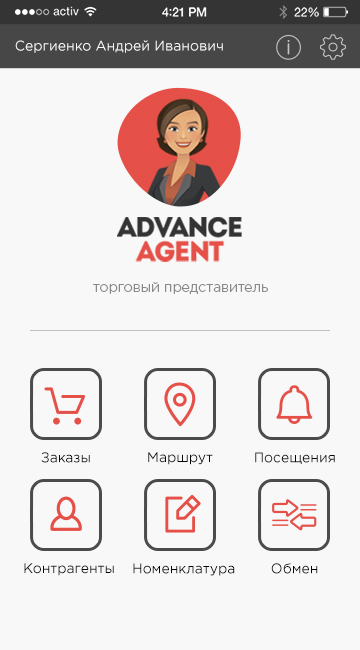 activ 4:21 PM 22%
Сергиенко Андрей Иванович i
ADVANCE
AGENT
торговый представитель
Заказы Маршрут Посещения
Контрагенты Номенклатура Обмен